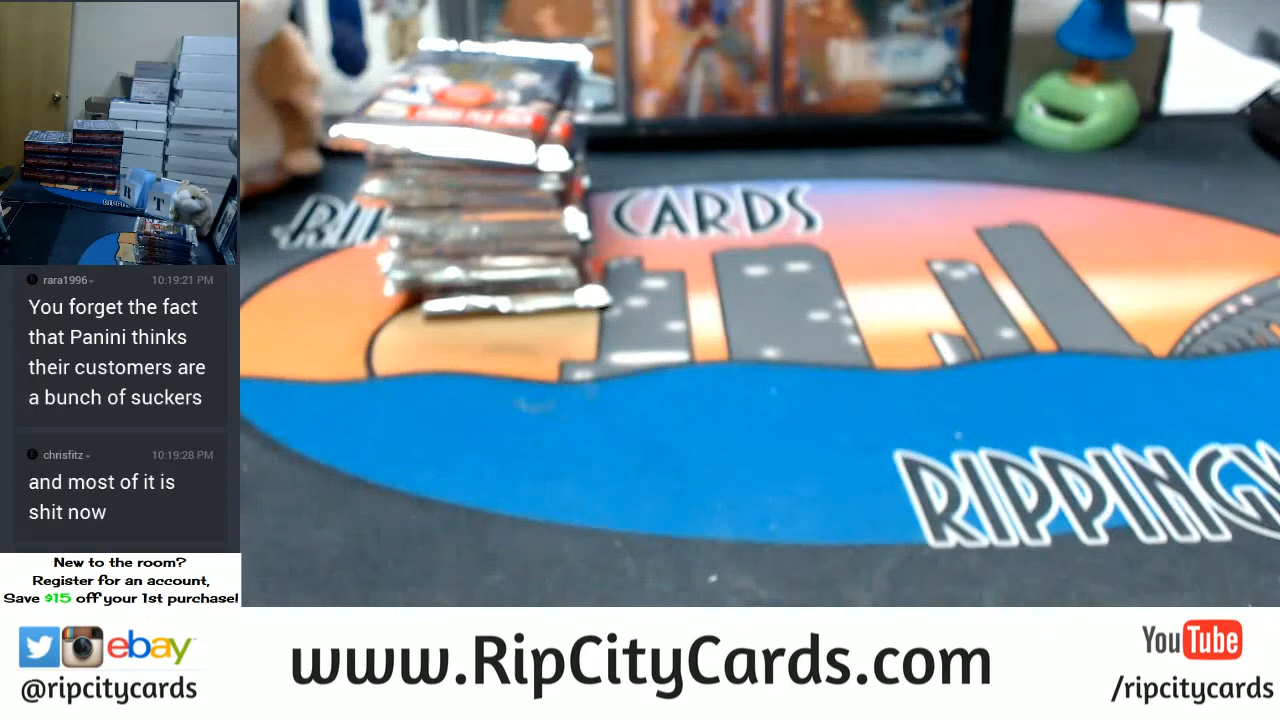 rara1996
10:19:21 PM
You forget the fact
that Panini thinks
their customers are
a bunch of suckers
chrisfitz
10:19:28 PM
and most of it is
shit now
New to the room?
Register for an account,
Save $15 off your 1st purchase!
ebay
@ripcitycards
www.RipCityCards.com
YouTube
/ripcitycards
CARDS
R
T